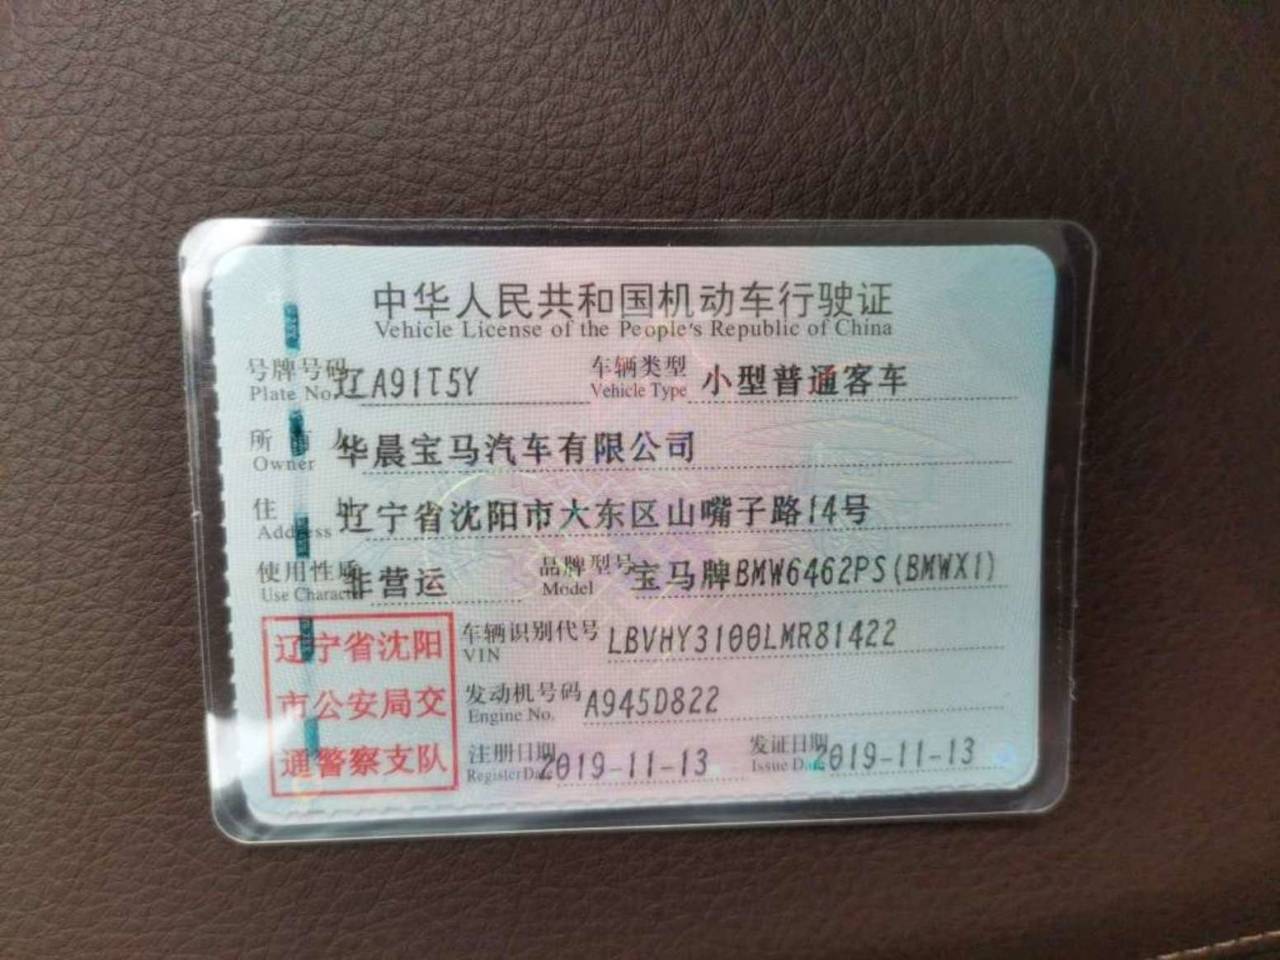 中华人民共和国机动车行驶证
Vehicle License of the People's Republic of China
号牌号码 辽A91T5Y 车辆类型 小型普通客车
Plate No. Vehicle Type
所有人 华晨宝马汽车有限公司
Owner
住址 辽宁省沈阳市大东区山嘴子路14号
Address
使用性质 非营运 品牌型号 宝马牌BMW6462PS(BMWX1)
Use Character Model
车辆识别代号 LBVHY3100LMR81422
VIN
发动机号码 A945D822
Engine No.
注册日期 2019-11-13 发证日期 2019-11-13
Register Date Issue Date
辽宁省沈阳
市公安局交
通警察支队